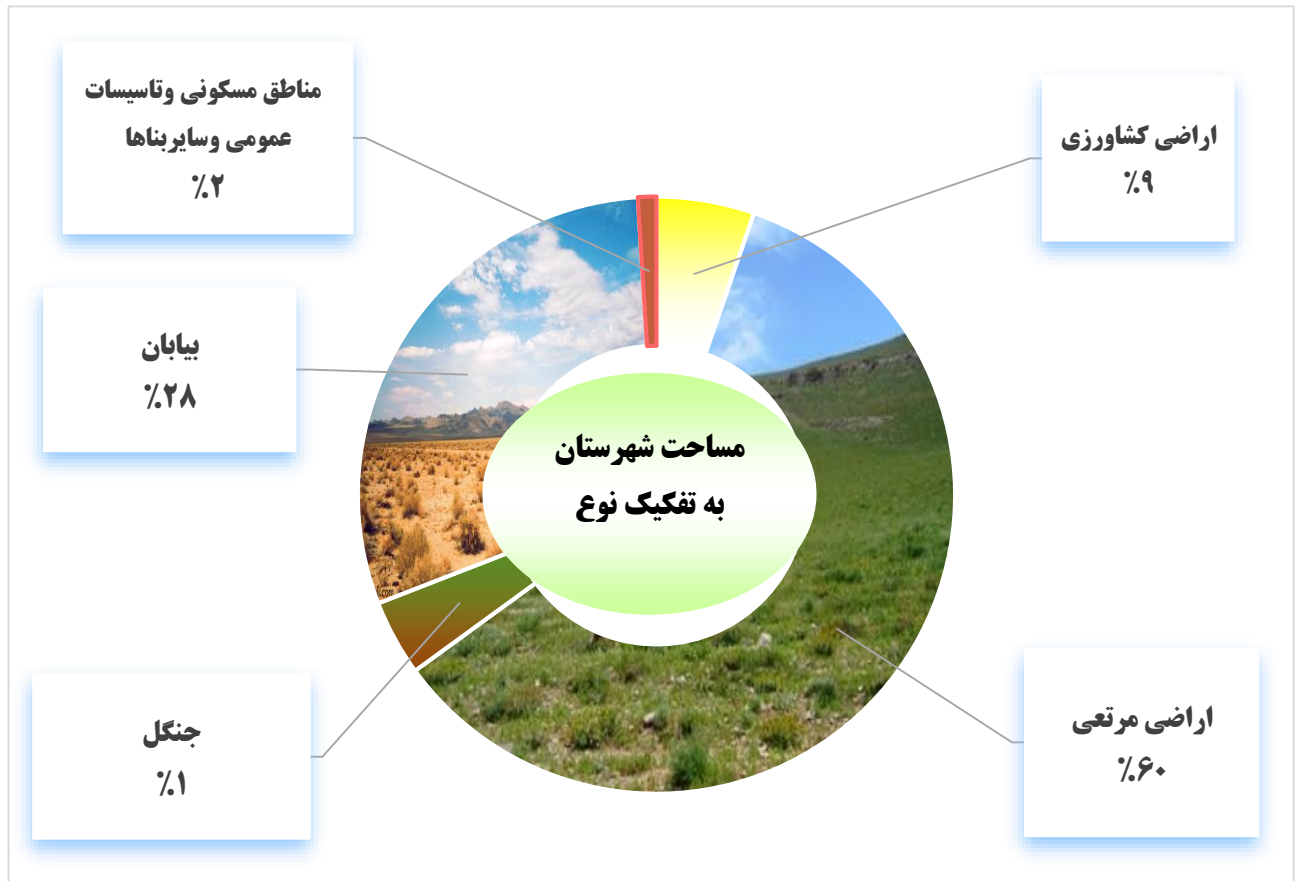 مناطق مسکونی وتاسیسات
عمومی وسایربناها
٪۲
اراضی کشاورزی
٪۹
بیابان
٪۲۸
مساحت شهرستان
به تفکیک نوع
جنگل
٪۱
اراضی مرتعی
٪۶۰